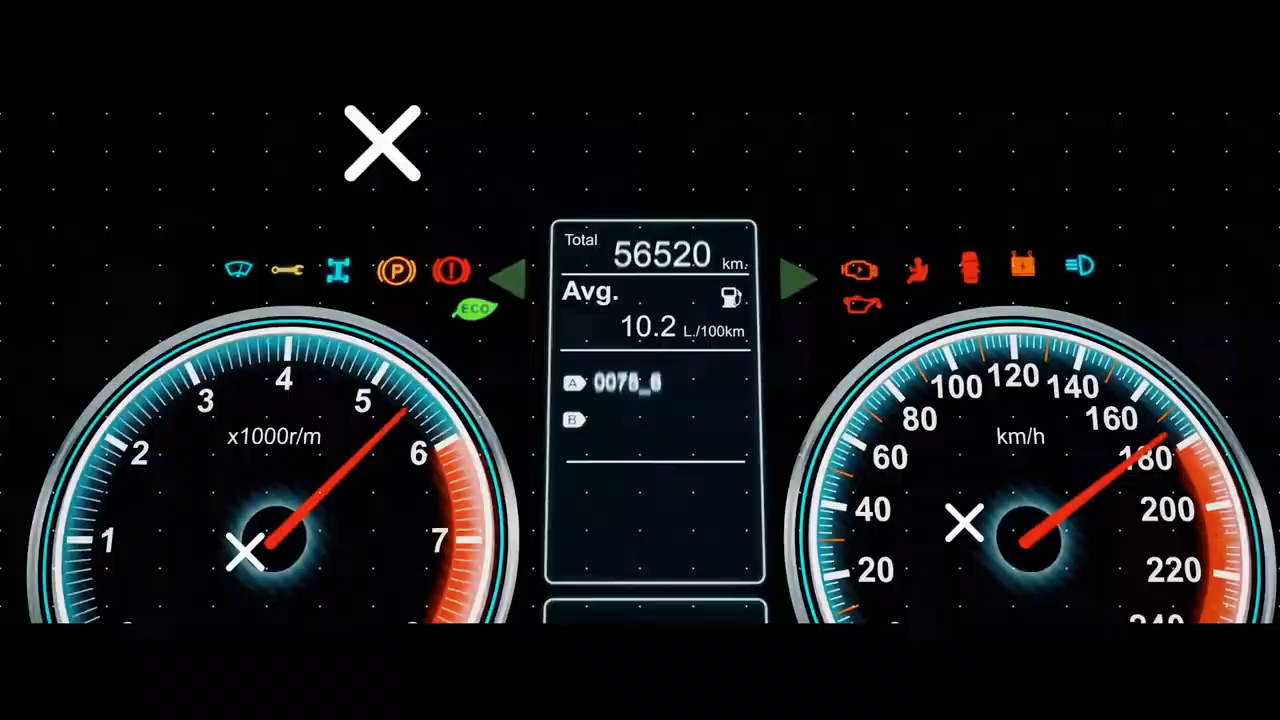 Total 56520 km.
Avg.
10.2 L./100km
A
B
P
ECO
1 2 3 4 5 6 7
x1000r/m
20 40 60 80 100 120 140 160 180 200 220
km/h